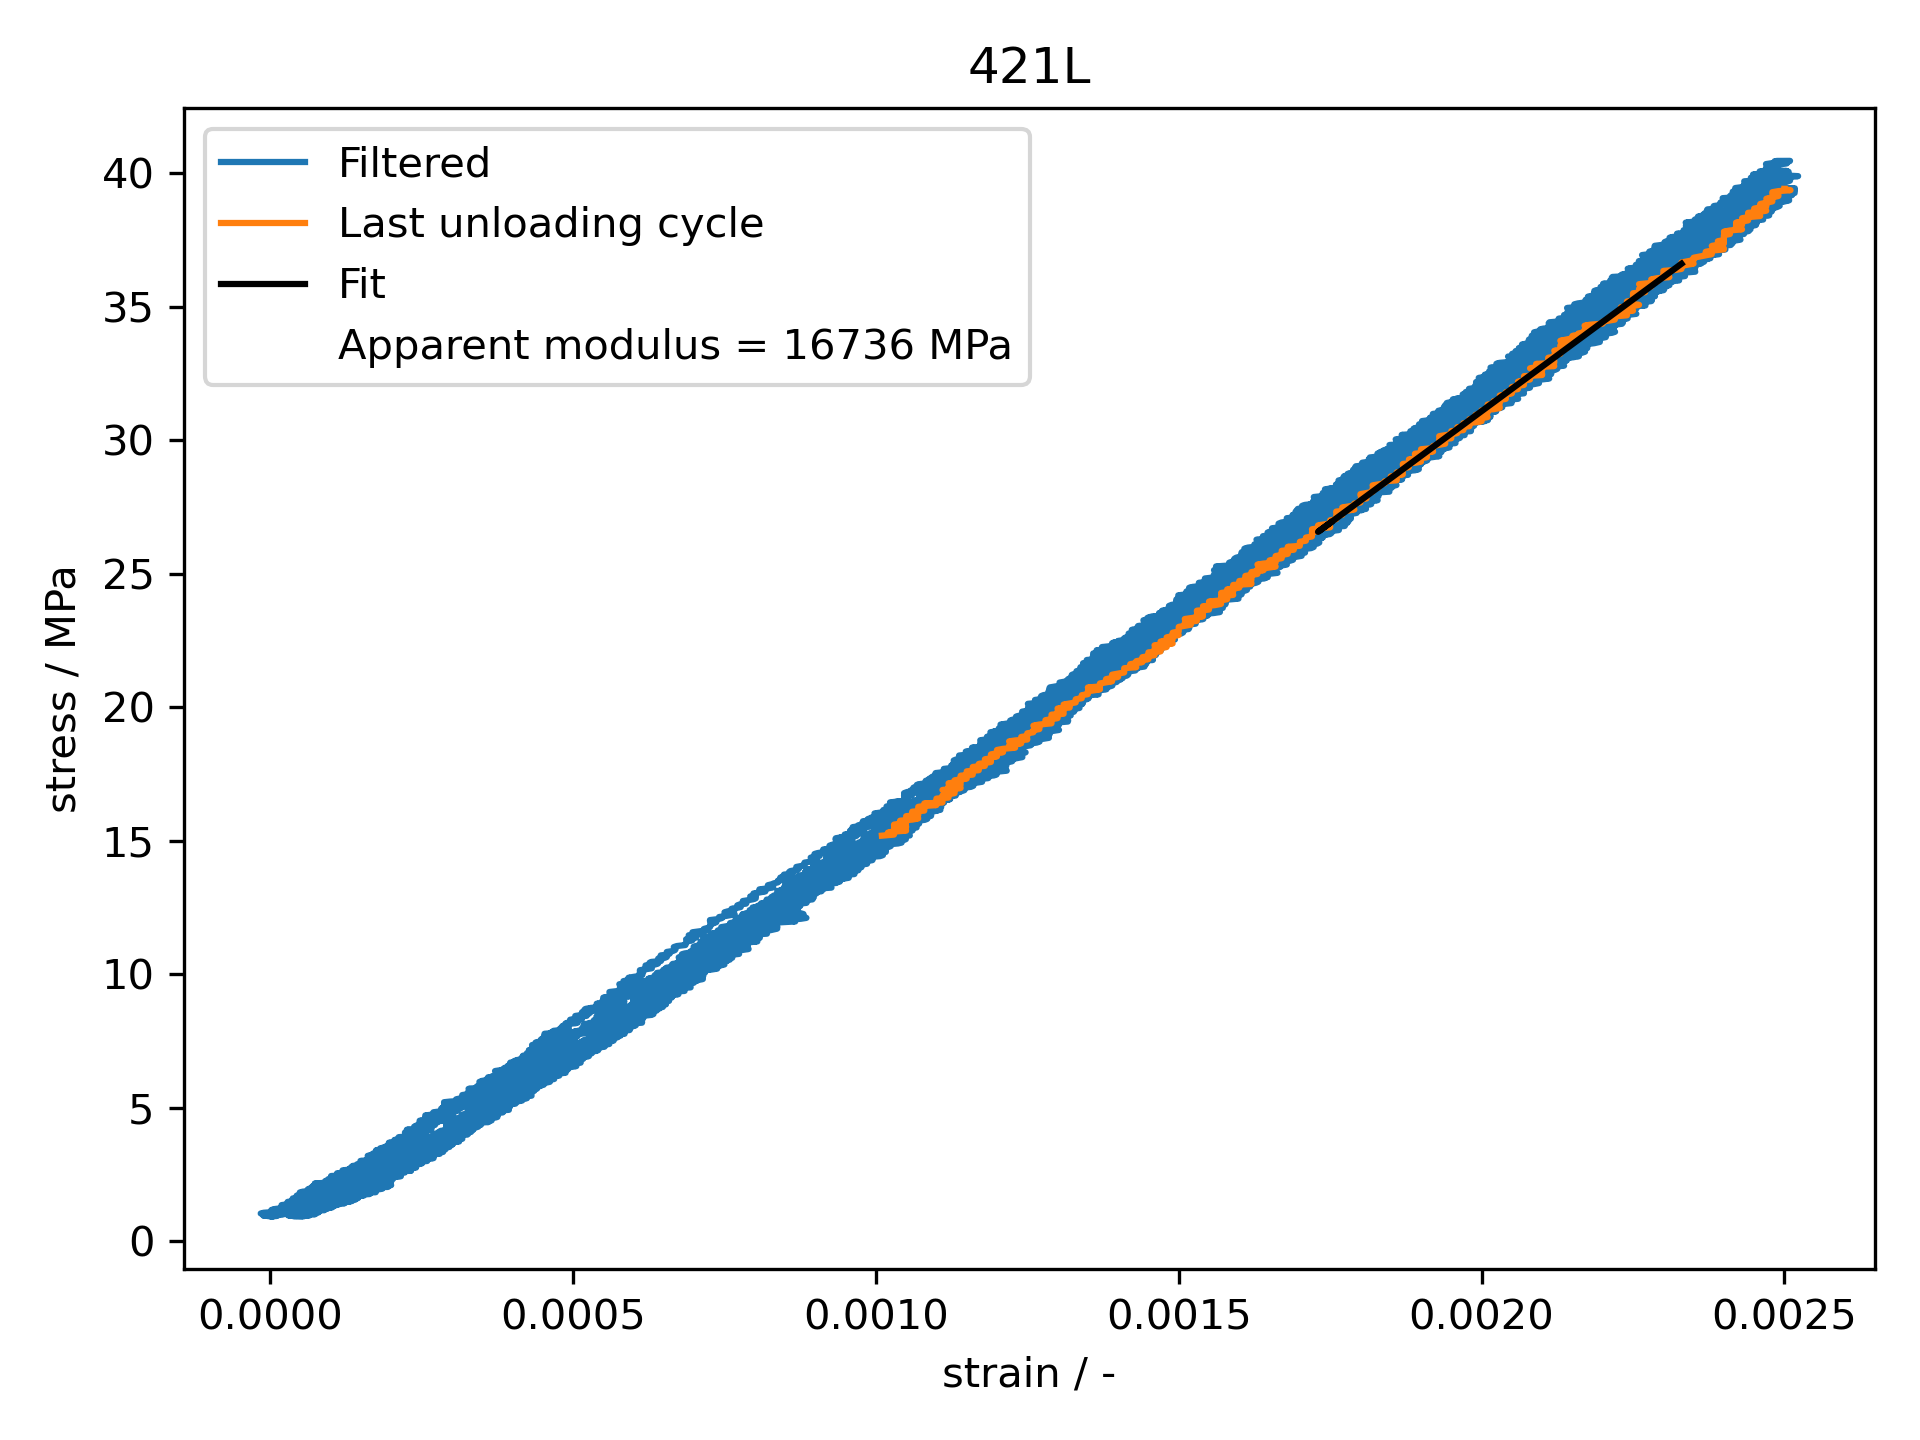 421L
Filtered
Last unloading cycle
Fit
Apparent modulus = 16736 MPa
40
35
30
25
20
15
10
5
0
stress / MPa
0.0000 0.0005 0.0010 0.0015 0.0020 0.0025
strain / -